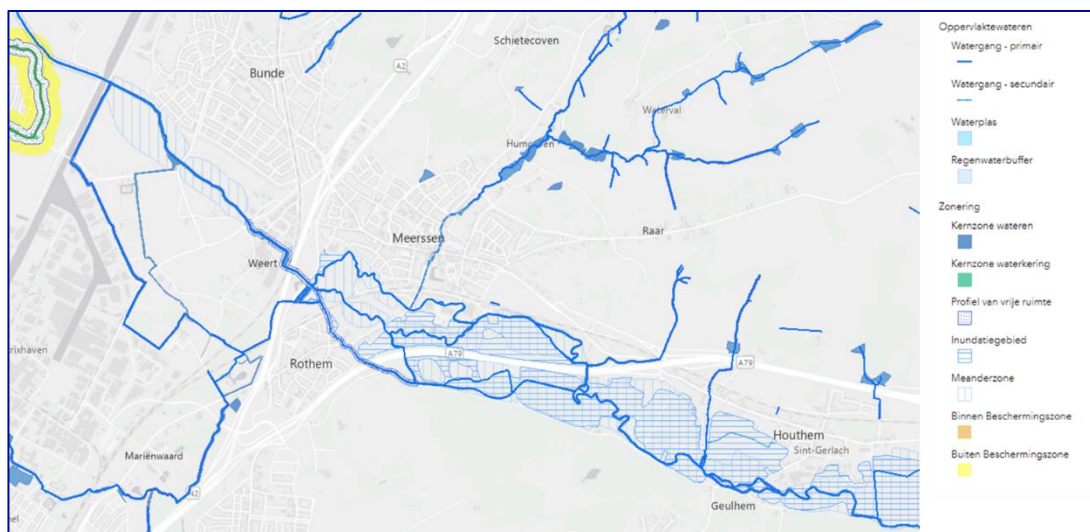 Schietecoven
Bunde
A2
Waterval
Humcoven
Meerssen
Raar
Weert
Rothem
A79
A79
Houthem
Sint-Gerlach
Mariënwaard
Geulhem
Oppervlaktewateren
Watergang - primair
Watergang - secundair
Waterplas
Regenwaterbuffer
Zonering
Kernzone wateren
Kernzone waterkering
Profiel van vrije ruimte
Inundatiegebied
Meanderzone
Binnen Beschermingszone
Buiten Beschermingszone